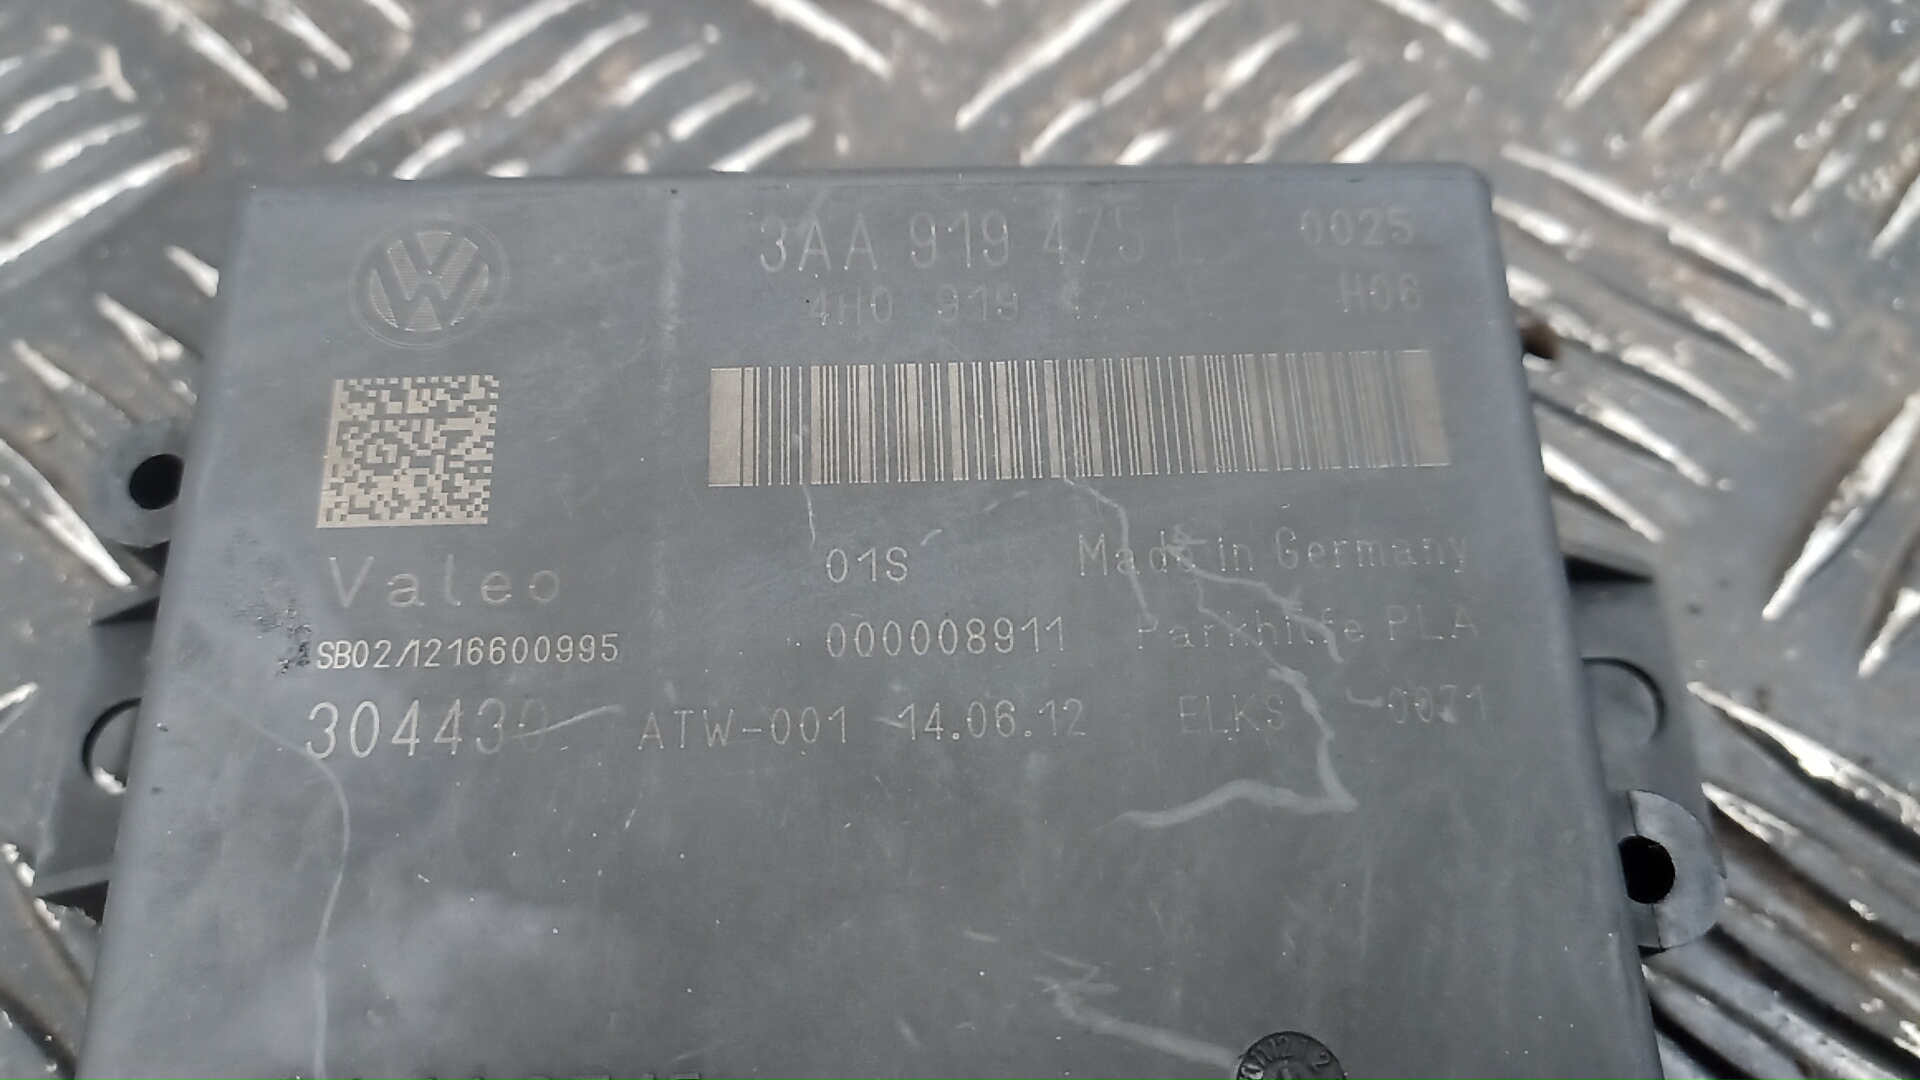 3AA 919 475 L 0025
4H0 919 H06
Valeo 01S Made in Germany
SB02/1216600995 000008911 Parkhilfe PLA
304430 ATW-001 14.06.12 ELKS 0071